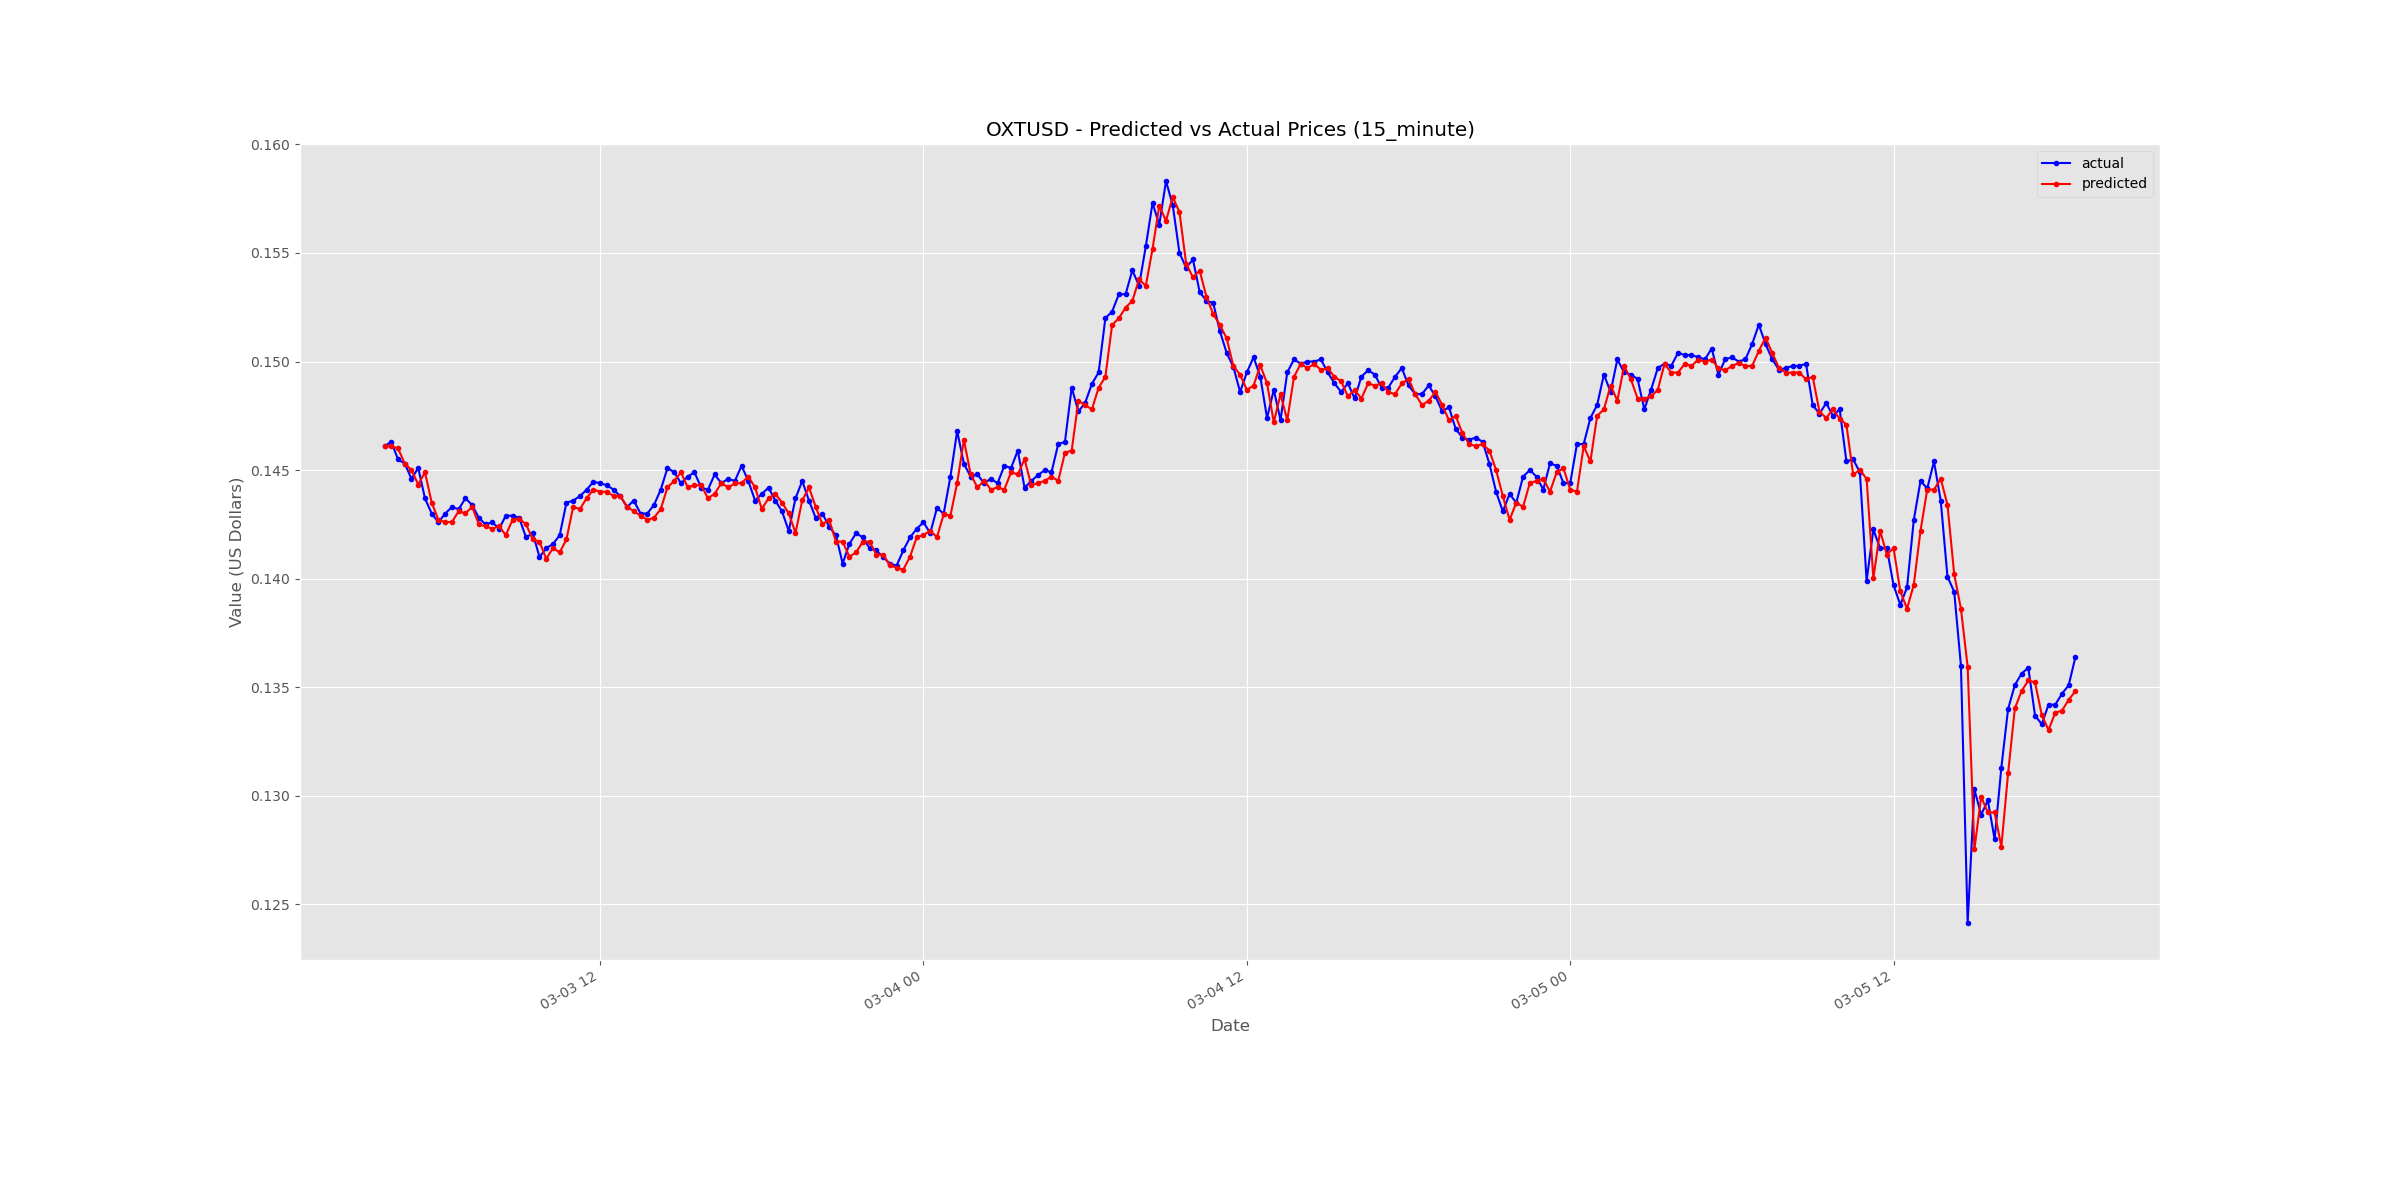 OXTUSD - Predicted vs Actual Prices (15_minute)
actual
predicted
0.160
0.155
0.150
0.145
0.140
0.135
0.130
0.125
Value (US Dollars)
03-03 12
03-04 00
03-04 12
03-05 00
03-05 12
Date